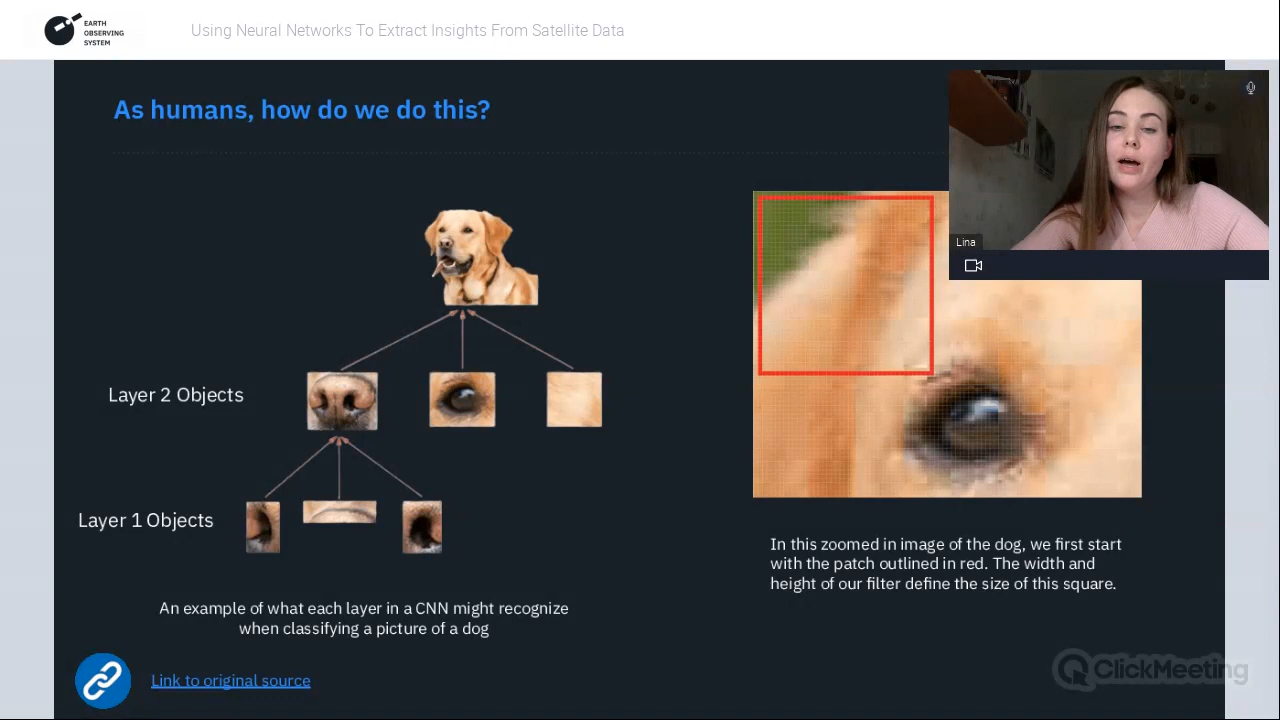 EARTH
OBSERVING
SYSTEM
Using Neural Networks To Extract Insights From Satellite Data
As humans, how do we do this?
Lina
Layer 2 Objects
Layer 1 Objects
An example of what each layer in a CNN might recognize
when classifying a picture of a dog
In this zoomed in image of the dog, we first start
with the patch outlined in red. The width and
height of our filter define the size of this square.
Link to original source
ClickMeeting